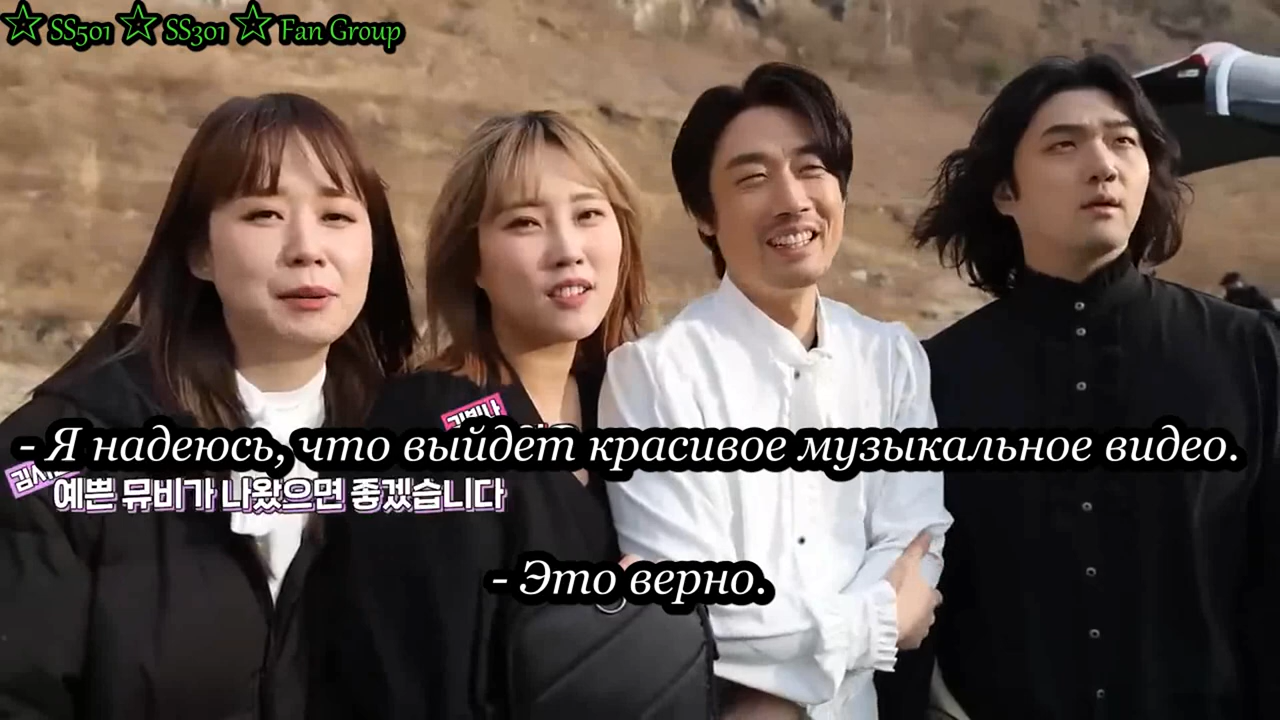 ☆ SS501 ☆ SS301 ☆ Fan Group
- Я надеюсь, что выйдет красивое музыкальное видео.
예쁜 뮤비가 나왔으면 좋겠습니다
- Это верно.